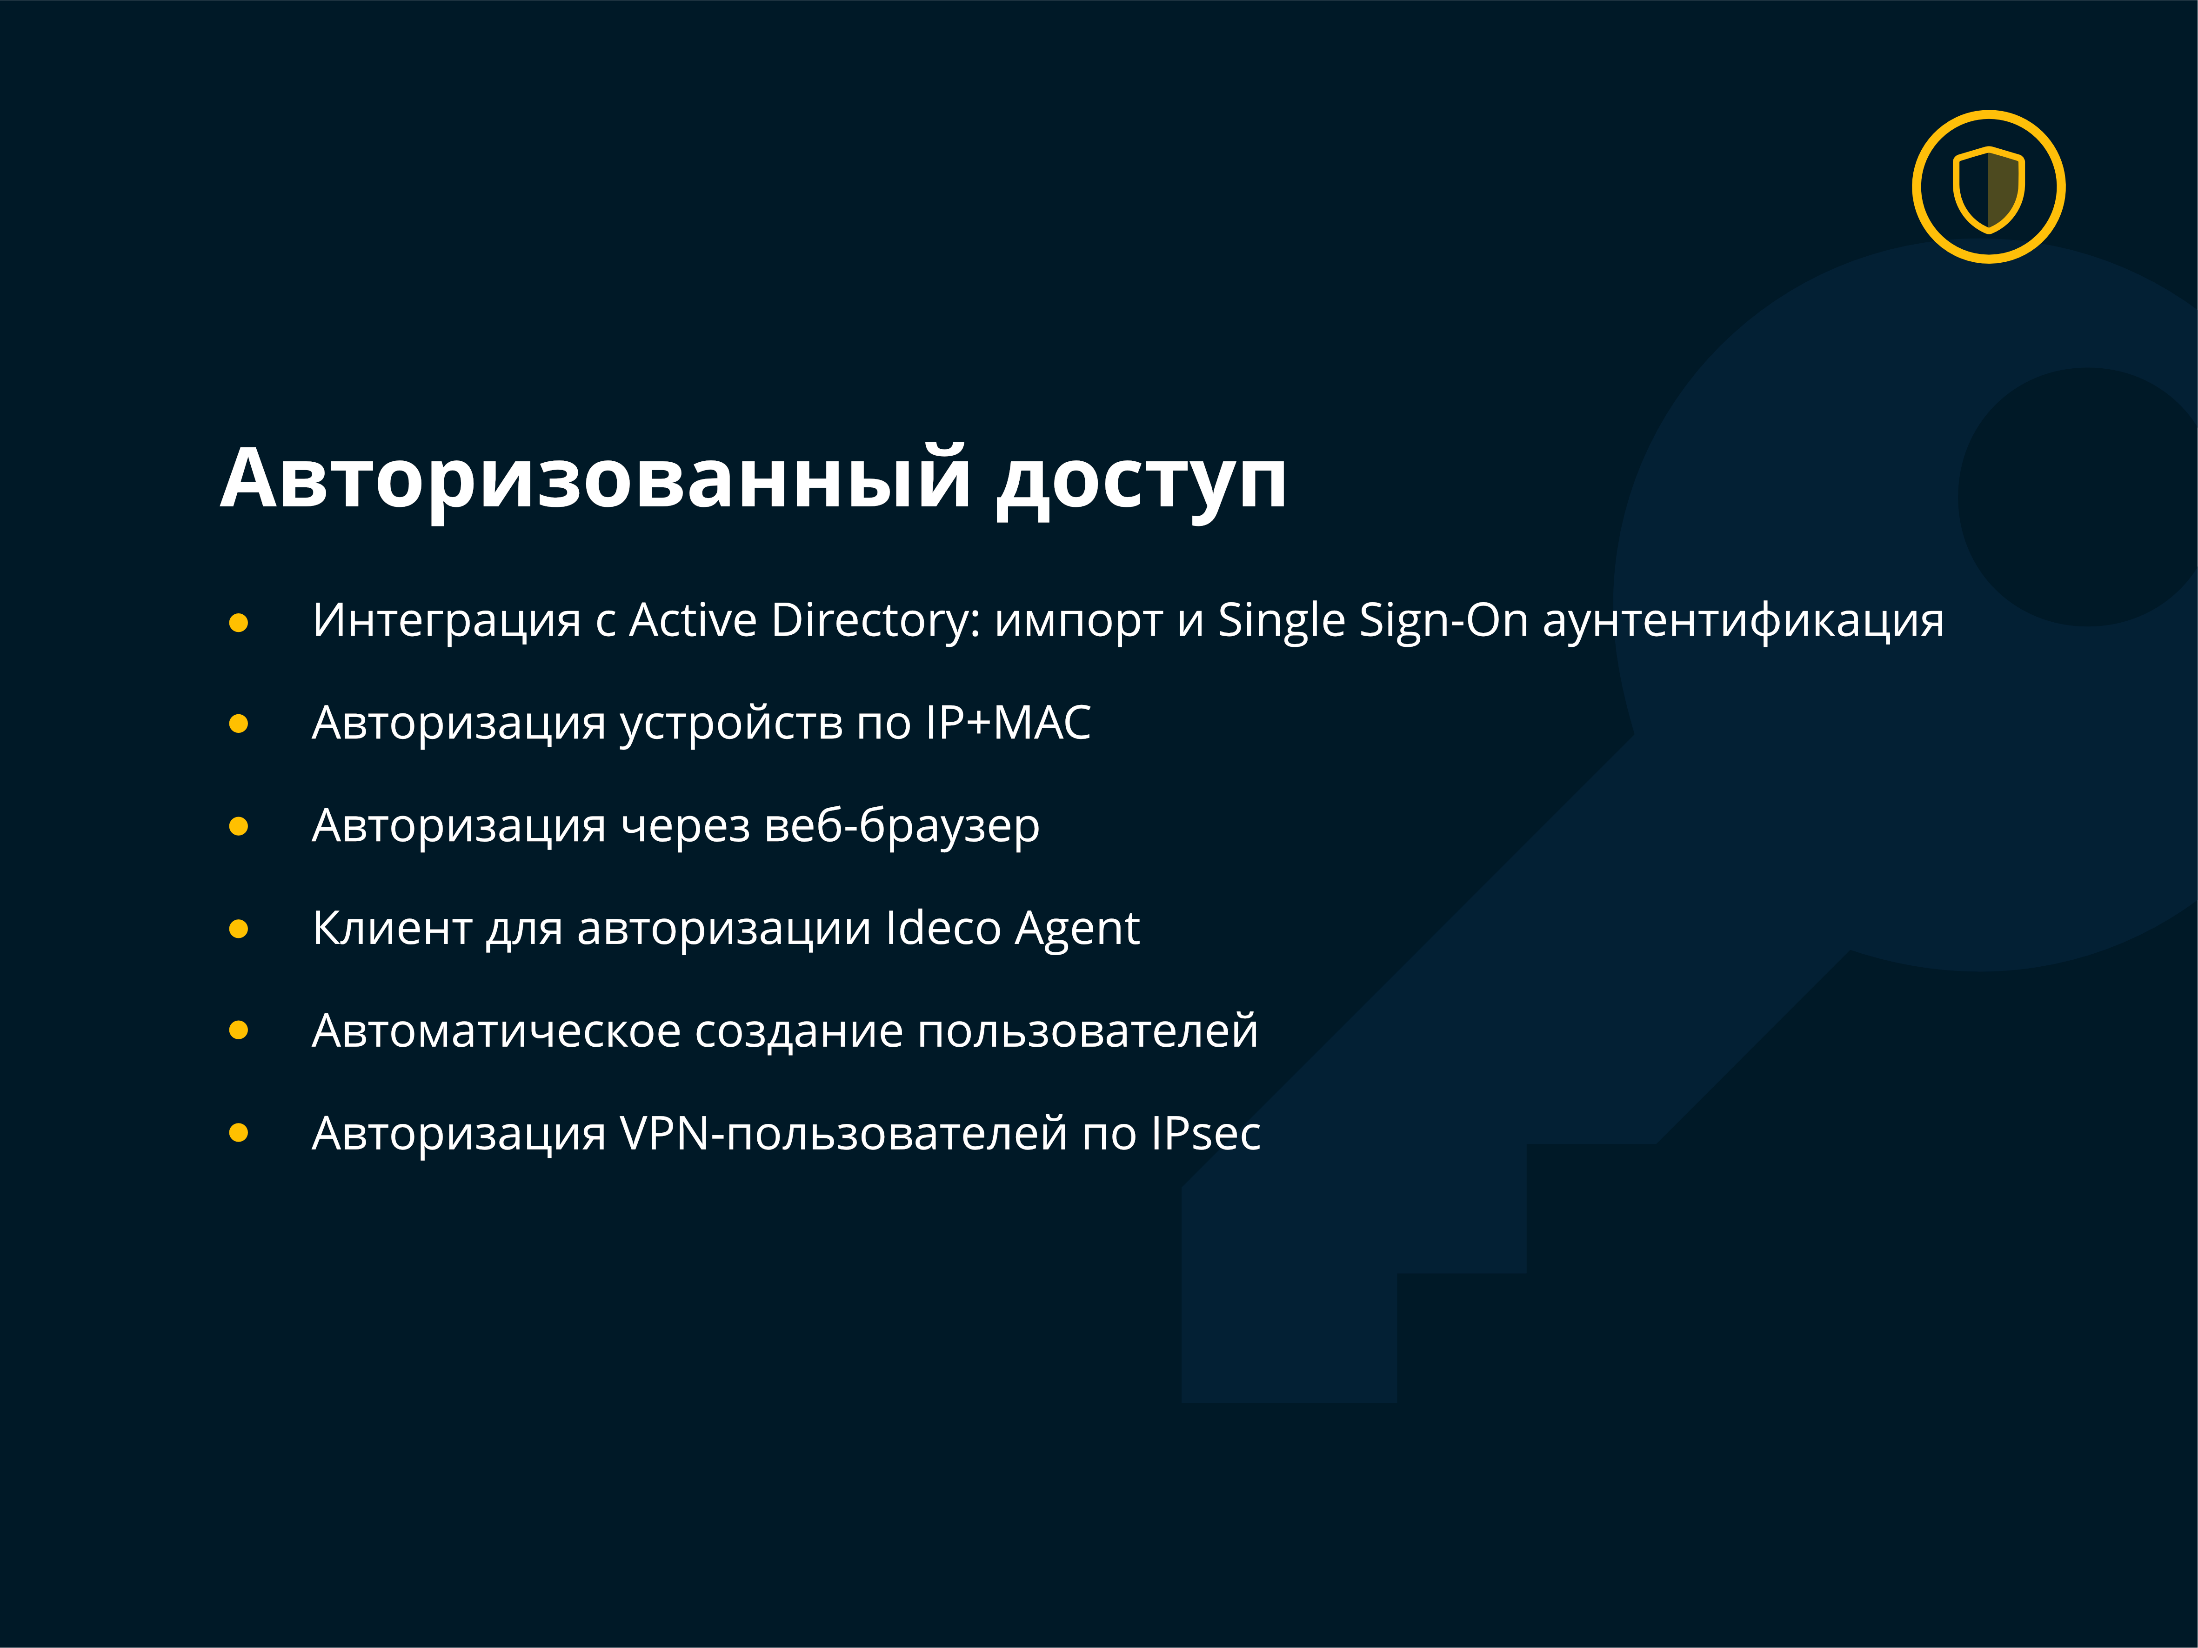 Авторизованный доступ
Интеграция с Active Directory: импорт и Single Sign-On аунтентификация
Авторизация устройств по IP+MAC
Авторизация через веб-браузер
Клиент для авторизации Ideco Agent
Автоматическое создание пользователей
Авторизация VPN-пользователей по IPsec